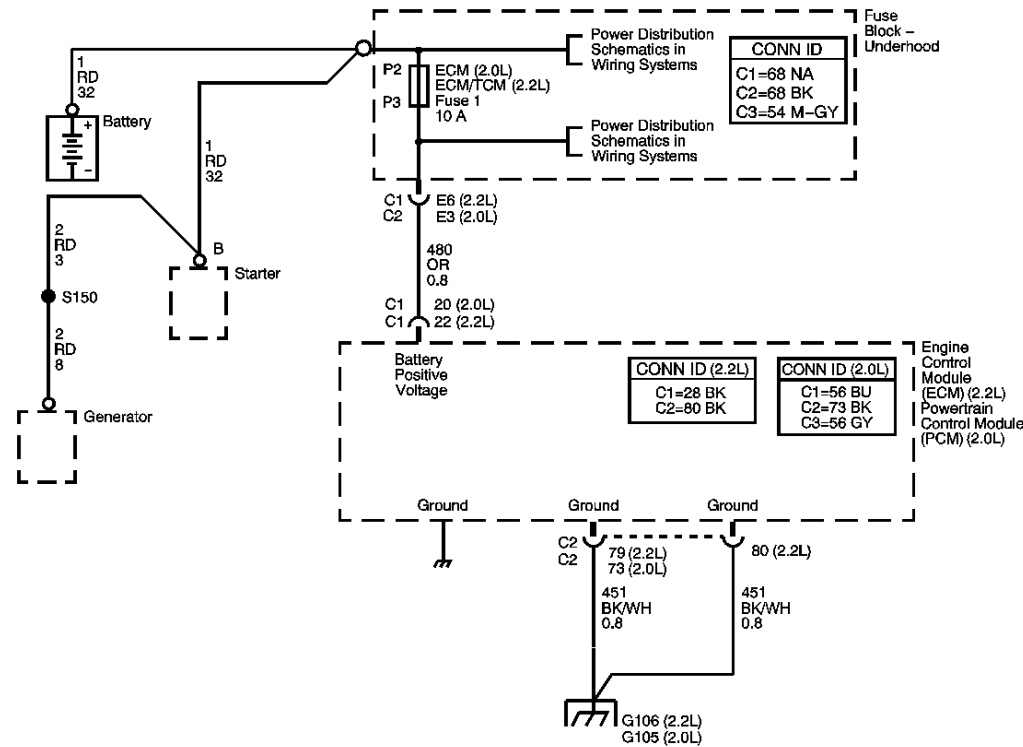 Fuse
Block –
Underhood
Power Distribution
Schematics in
Wiring Systems
CONN ID
C1=68 NA
C2=68 BK
C3=54 M–GY
P2
P3
ECM (2.0L)
ECM/TCM (2.2L)
Fuse 1
10 A
Power Distribution
Schematics in
Wiring Systems
1
RD
32
+
–
Battery
1
RD
32
C1
C2
E6 (2.2L)
E3 (2.0L)
2
RD
3
B
Starter
480
OR
0.8
S150
C1
C1
20 (2.0L)
22 (2.2L)
2
RD
8
Generator
Battery
Positive
Voltage
CONN ID (2.2L)
C1=28 BK
C2=80 BK
CONN ID (2.0L)
C1=56 BU
C2=73 BK
C3=56 GY
Engine
Control
Module
(ECM) (2.2L)
Powertrain
Control Module
(PCM) (2.0L)
Ground
Ground
Ground
C2
C2
79 (2.2L)
73 (2.0L)
80 (2.2L)
451
BK/WH
0.8
451
BK/WH
0.8
G106 (2.2L)
G105 (2.0L)